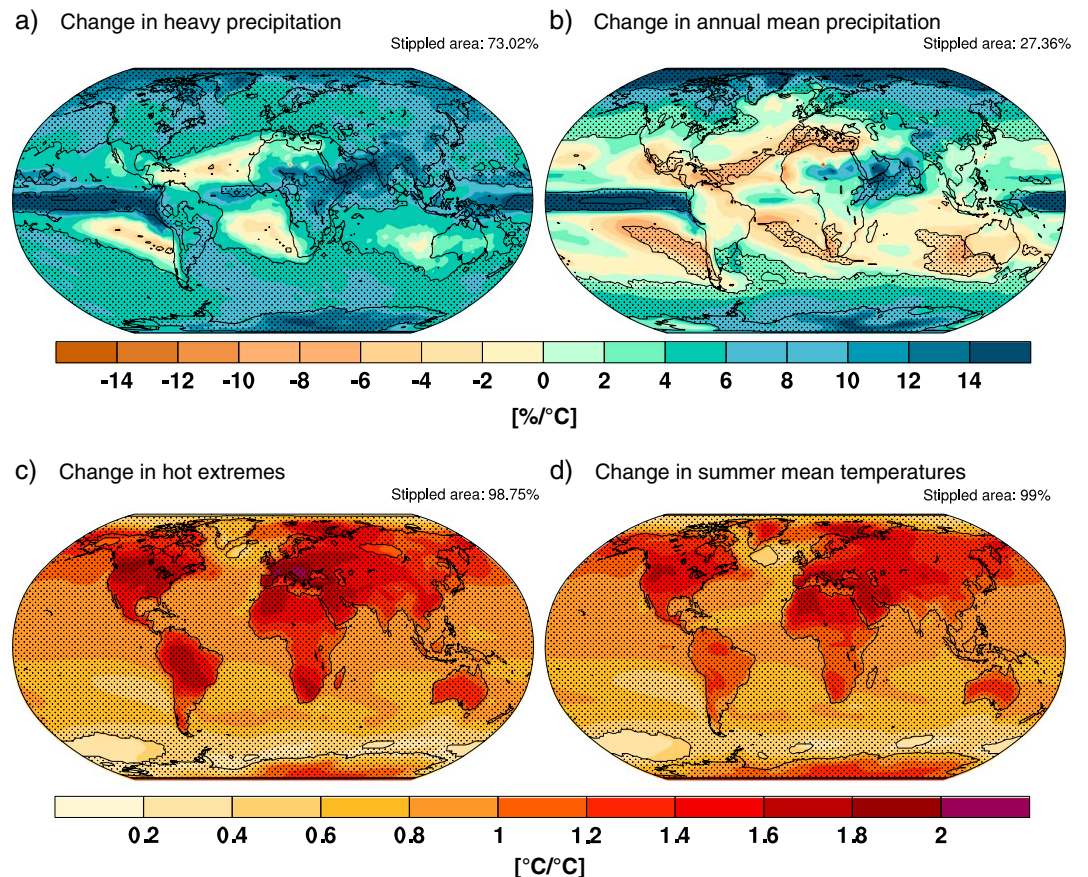 a) Change in heavy precipitation
Stippled area: 73.02%
b) Change in annual mean precipitation
Stippled area: 27.36%
-14 -12 -10 -8 -6 -4 -2 0 2 4 6 8 10 12 14
[%/°C]
c) Change in hot extremes
Stippled area: 98.75%
d) Change in summer mean temperatures
Stippled area: 99%
0.2 0.4 0.6 0.8 1 1.2 1.4 1.6 1.8 2
[°C/°C]